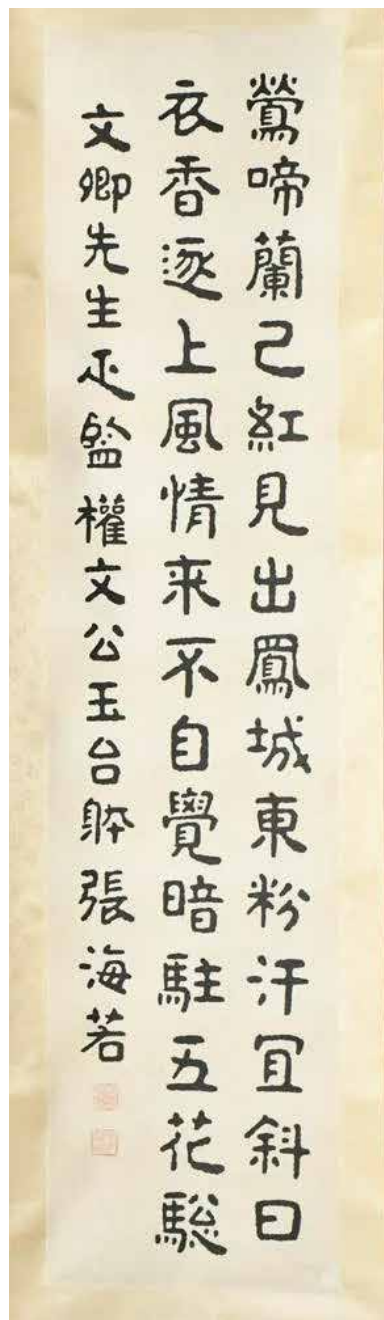 鶯啼蘭已紅見出鳳城東粉汗宜斜日
衣香逐上風情来不自覺暗駐五花驄
文卿先生疋鑒權文公玉台躰張海若